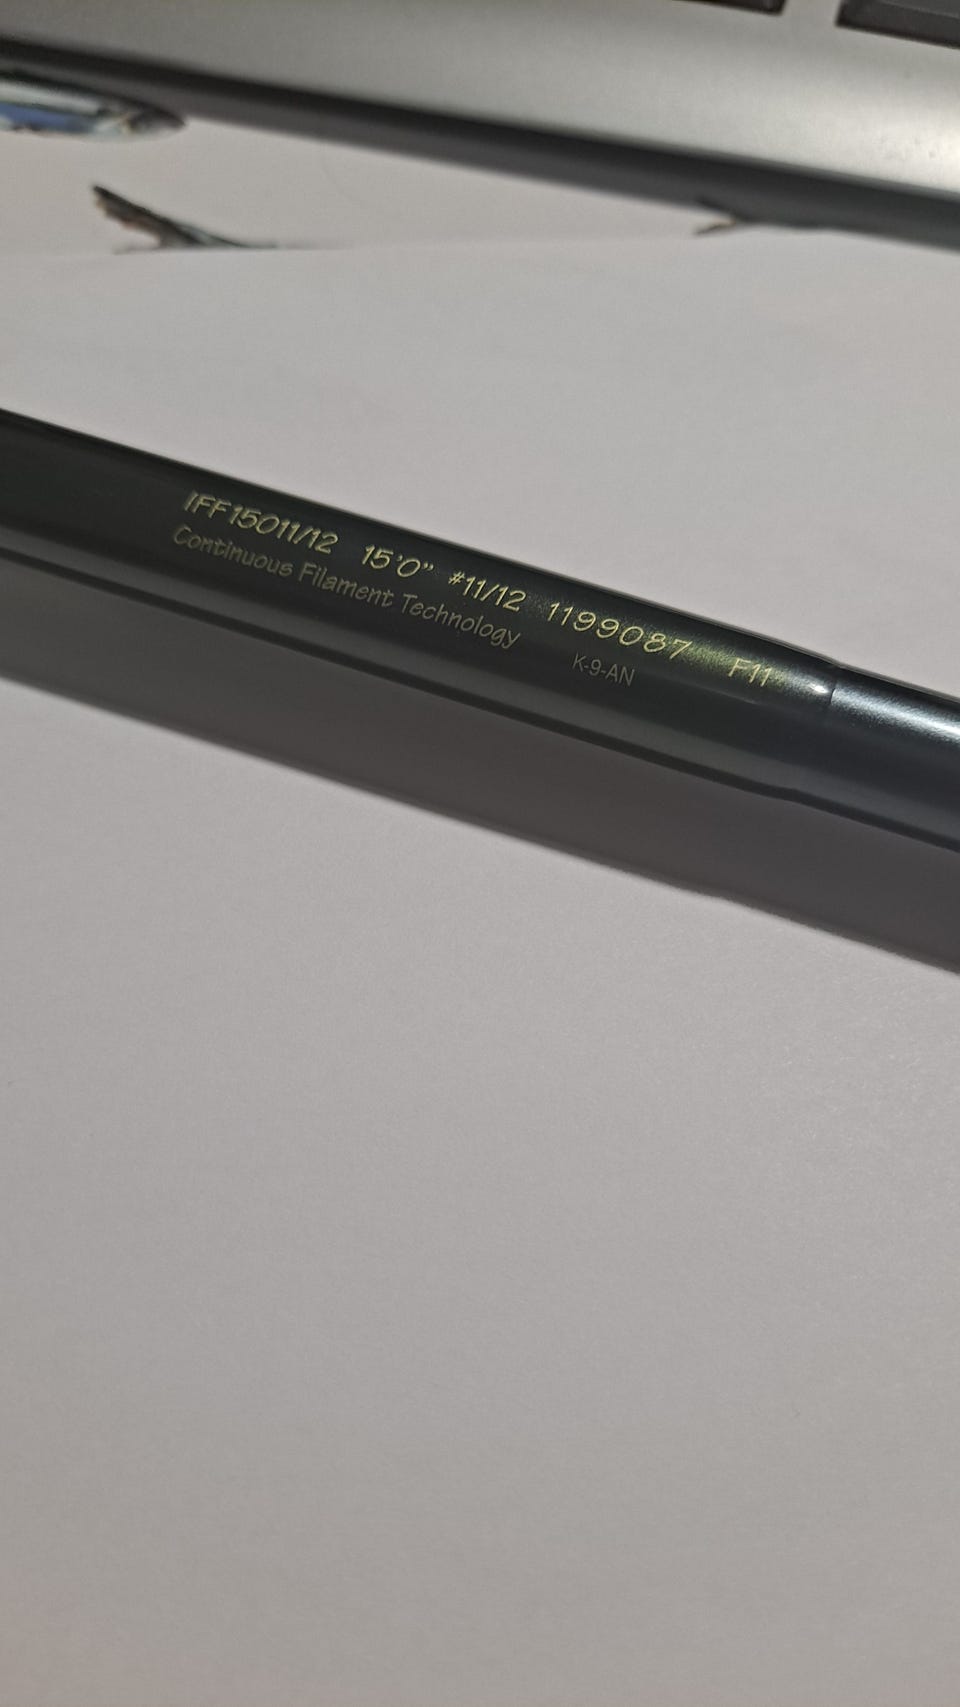 IFF15011/12 15'0" #11/12 1199087 F11
Continuous Filament Technology
K-9-AN